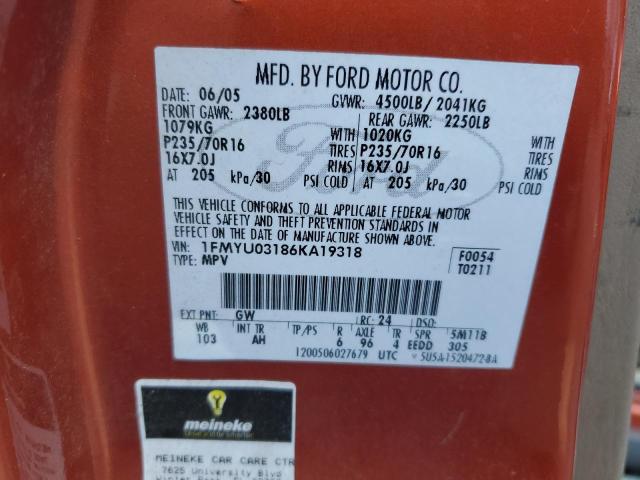 MFD. BY FORD MOTOR CO.
DATE: 06/05 GVWR: 4500LB/ 2041KG
FRONT GAWR: 2380LB REAR GAWR: 2250LB
1079KG WITH 1020KG WITH
P235/70R16 TIRES P235/70R16 TIRES
16X7.0J RIMS 16X7.0J RIMS
AT 205 kPa/30 PSI COLD AT 205 kPa/30 PSI COLD
THIS VEHICLE CONFORMS TO ALL APPLICABLE FEDERAL MOTOR
VEHICLE SAFETY AND THEFT PREVENTION STANDARDS IN
EFFECT ON THE DATE OF MANUFACTURE SHOWN ABOVE.
VIN: 1FMYU03186KA19318 F0054
TYPE: MPV T0211
Ford
EXT PNT: GW RC: 24 DSO:
WB INT TR TP/PS R AXLE TR SPR 5M11B
103 AH 6 96 4 EEDD 305
1200506027679 UTC 5U5A-1520472-BA
meineke
MEINEKE CAR CARE CTR
7625 University Blvd